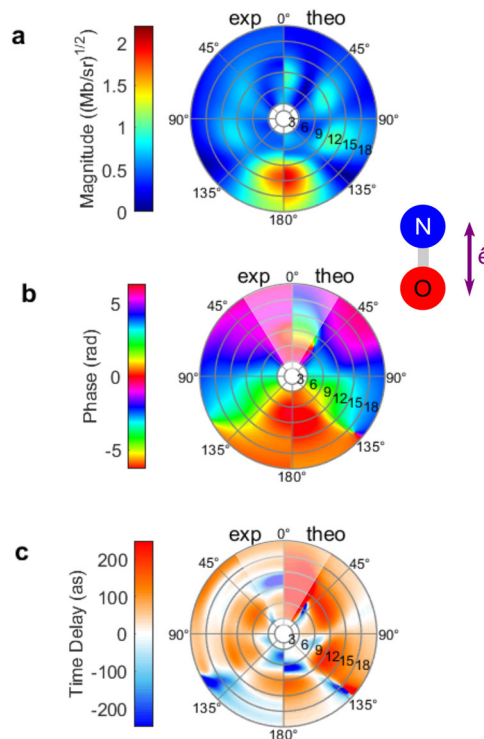 a
exp 0° theo
45° 45°
90° 90°
135° 135°
180°
3 6 9 12 15 18
Magnitude ((Mb/sr)1/2)
2
1.5
1
0.5
0
N
O
ê
b
exp 0° theo
45° 45°
90° 90°
135° 135°
180°
3 6 9 12 15 18
Phase (rad)
5
0
-5
c
exp 0° theo
45° 45°
90° 90°
135° 135°
180°
3 6 9 12 15 18
Time Delay (as)
200
100
0
-100
-200